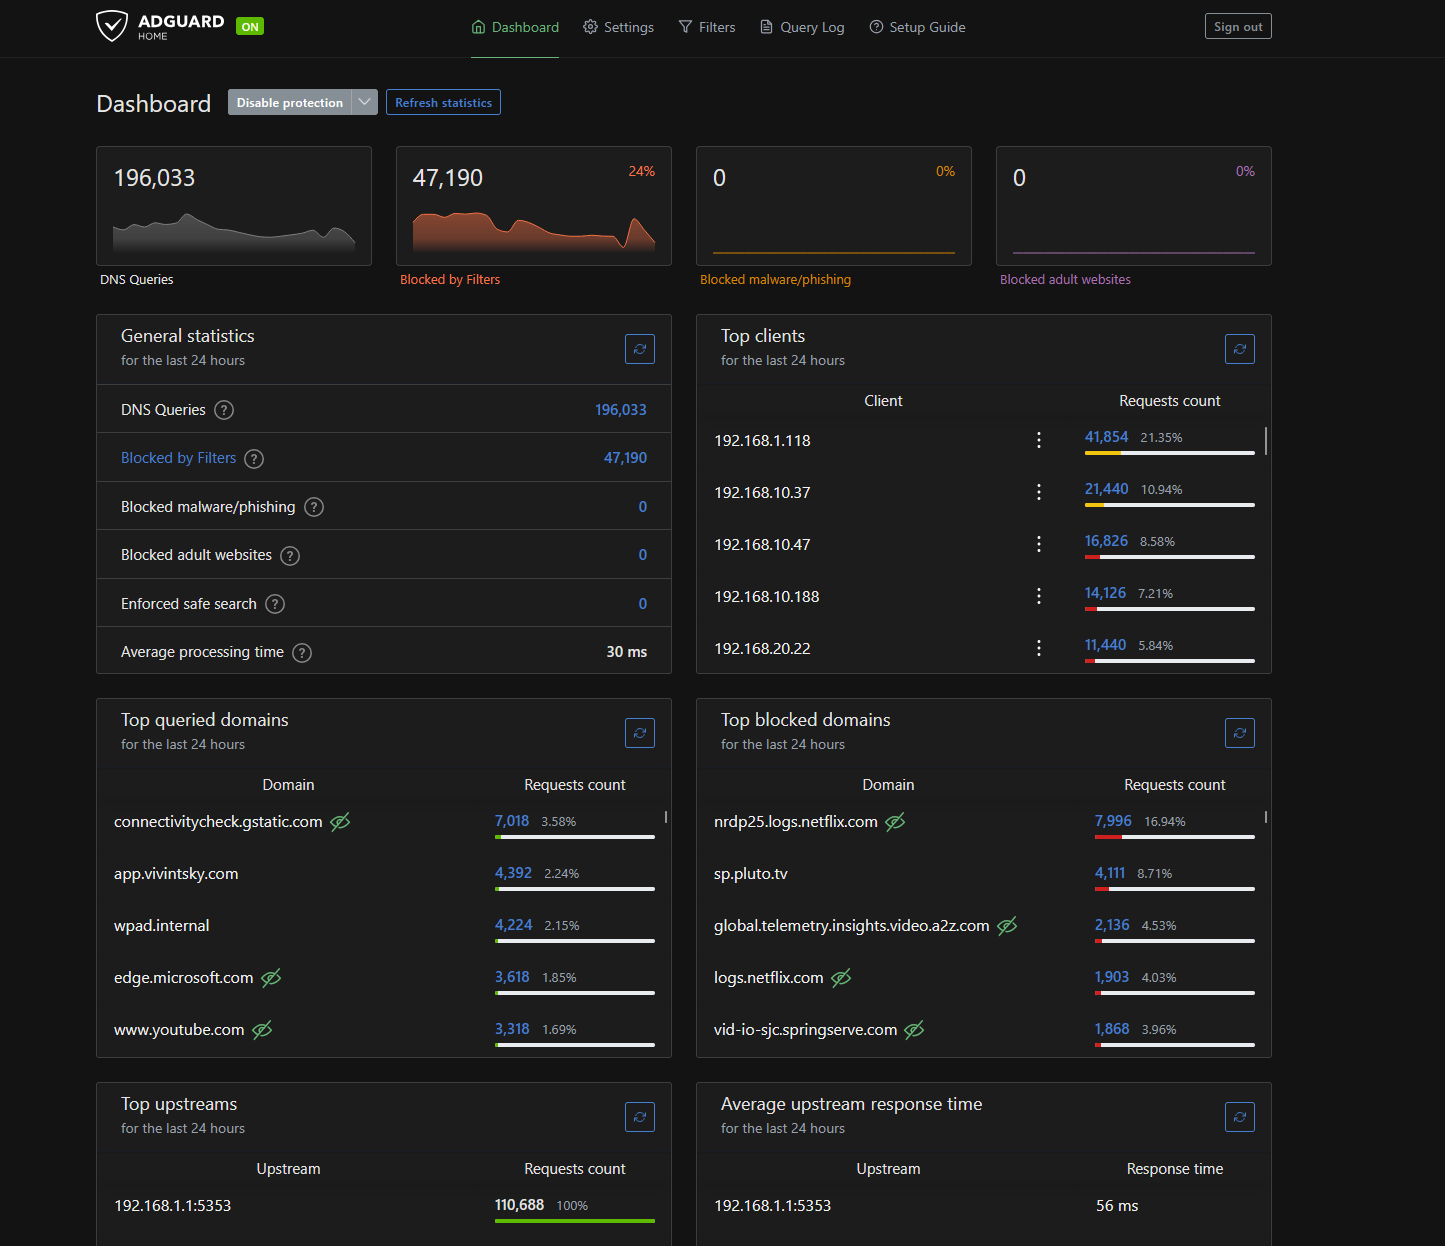 ADGUARD HOME ON Dashboard Settings Filters Query Log Setup Guide Sign out
Dashboard Disable protection Refresh statistics
196,033
DNS Queries
47,190 24%
Blocked by Filters
0 0%
Blocked malware/phishing
0 0%
Blocked adult websites
General statistics
for the last 24 hours
DNS Queries ? 196,033
Blocked by Filters ? 47,190
Blocked malware/phishing ? 0
Blocked adult websites ? 0
Enforced safe search ? 0
Average processing time ? 30 ms
Top clients
for the last 24 hours
Client Requests count
192.168.1.118 41,854 21.35%
192.168.10.37 21,440 10.94%
192.168.10.47 16,826 8.58%
192.168.10.188 14,126 7.21%
192.168.20.22 11,440 5.84%
Top queried domains
for the last 24 hours
Domain Requests count
connectivitycheck.gstatic.com 7,018 3.58%
app.vivintsky.com 4,392 2.24%
wpad.internal 4,224 2.15%
edge.microsoft.com 3,618 1.85%
www.youtube.com 3,318 1.69%
Top blocked domains
for the last 24 hours
Domain Requests count
nrdp25.logs.netflix.com 7,996 16.94%
sp.pluto.tv 4,111 8.71%
global.telemetry.insights.video.a2z.com 2,136 4.53%
logs.netflix.com 1,903 4.03%
vid-io-sjc.springserve.com 1,868 3.96%
Top upstreams
for the last 24 hours
Upstream Requests count
192.168.1.1:5353 110,688 100%
Average upstream response time
for the last 24 hours
Upstream Response time
192.168.1.1:5353 56 ms